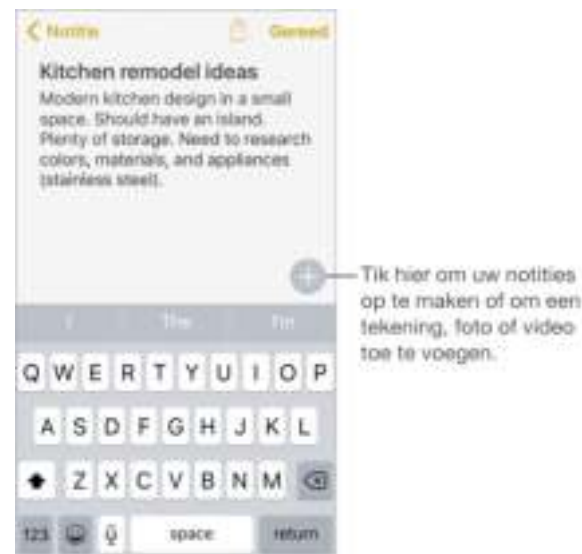 Notitie
Gereed
Kitchen remodel ideas
Modern kitchen design in a small
space. Should have an island.
Plenty of storage. Need to research
colors, materials, and appliances
(stainless steel).
Tik hier om uw notities
op te maken of om een
tekening, foto of video
toe te voegen.
I The I'm
Q W E R T Y U I O P
A S D F G H J K L
Z X C V B N M
123 space return